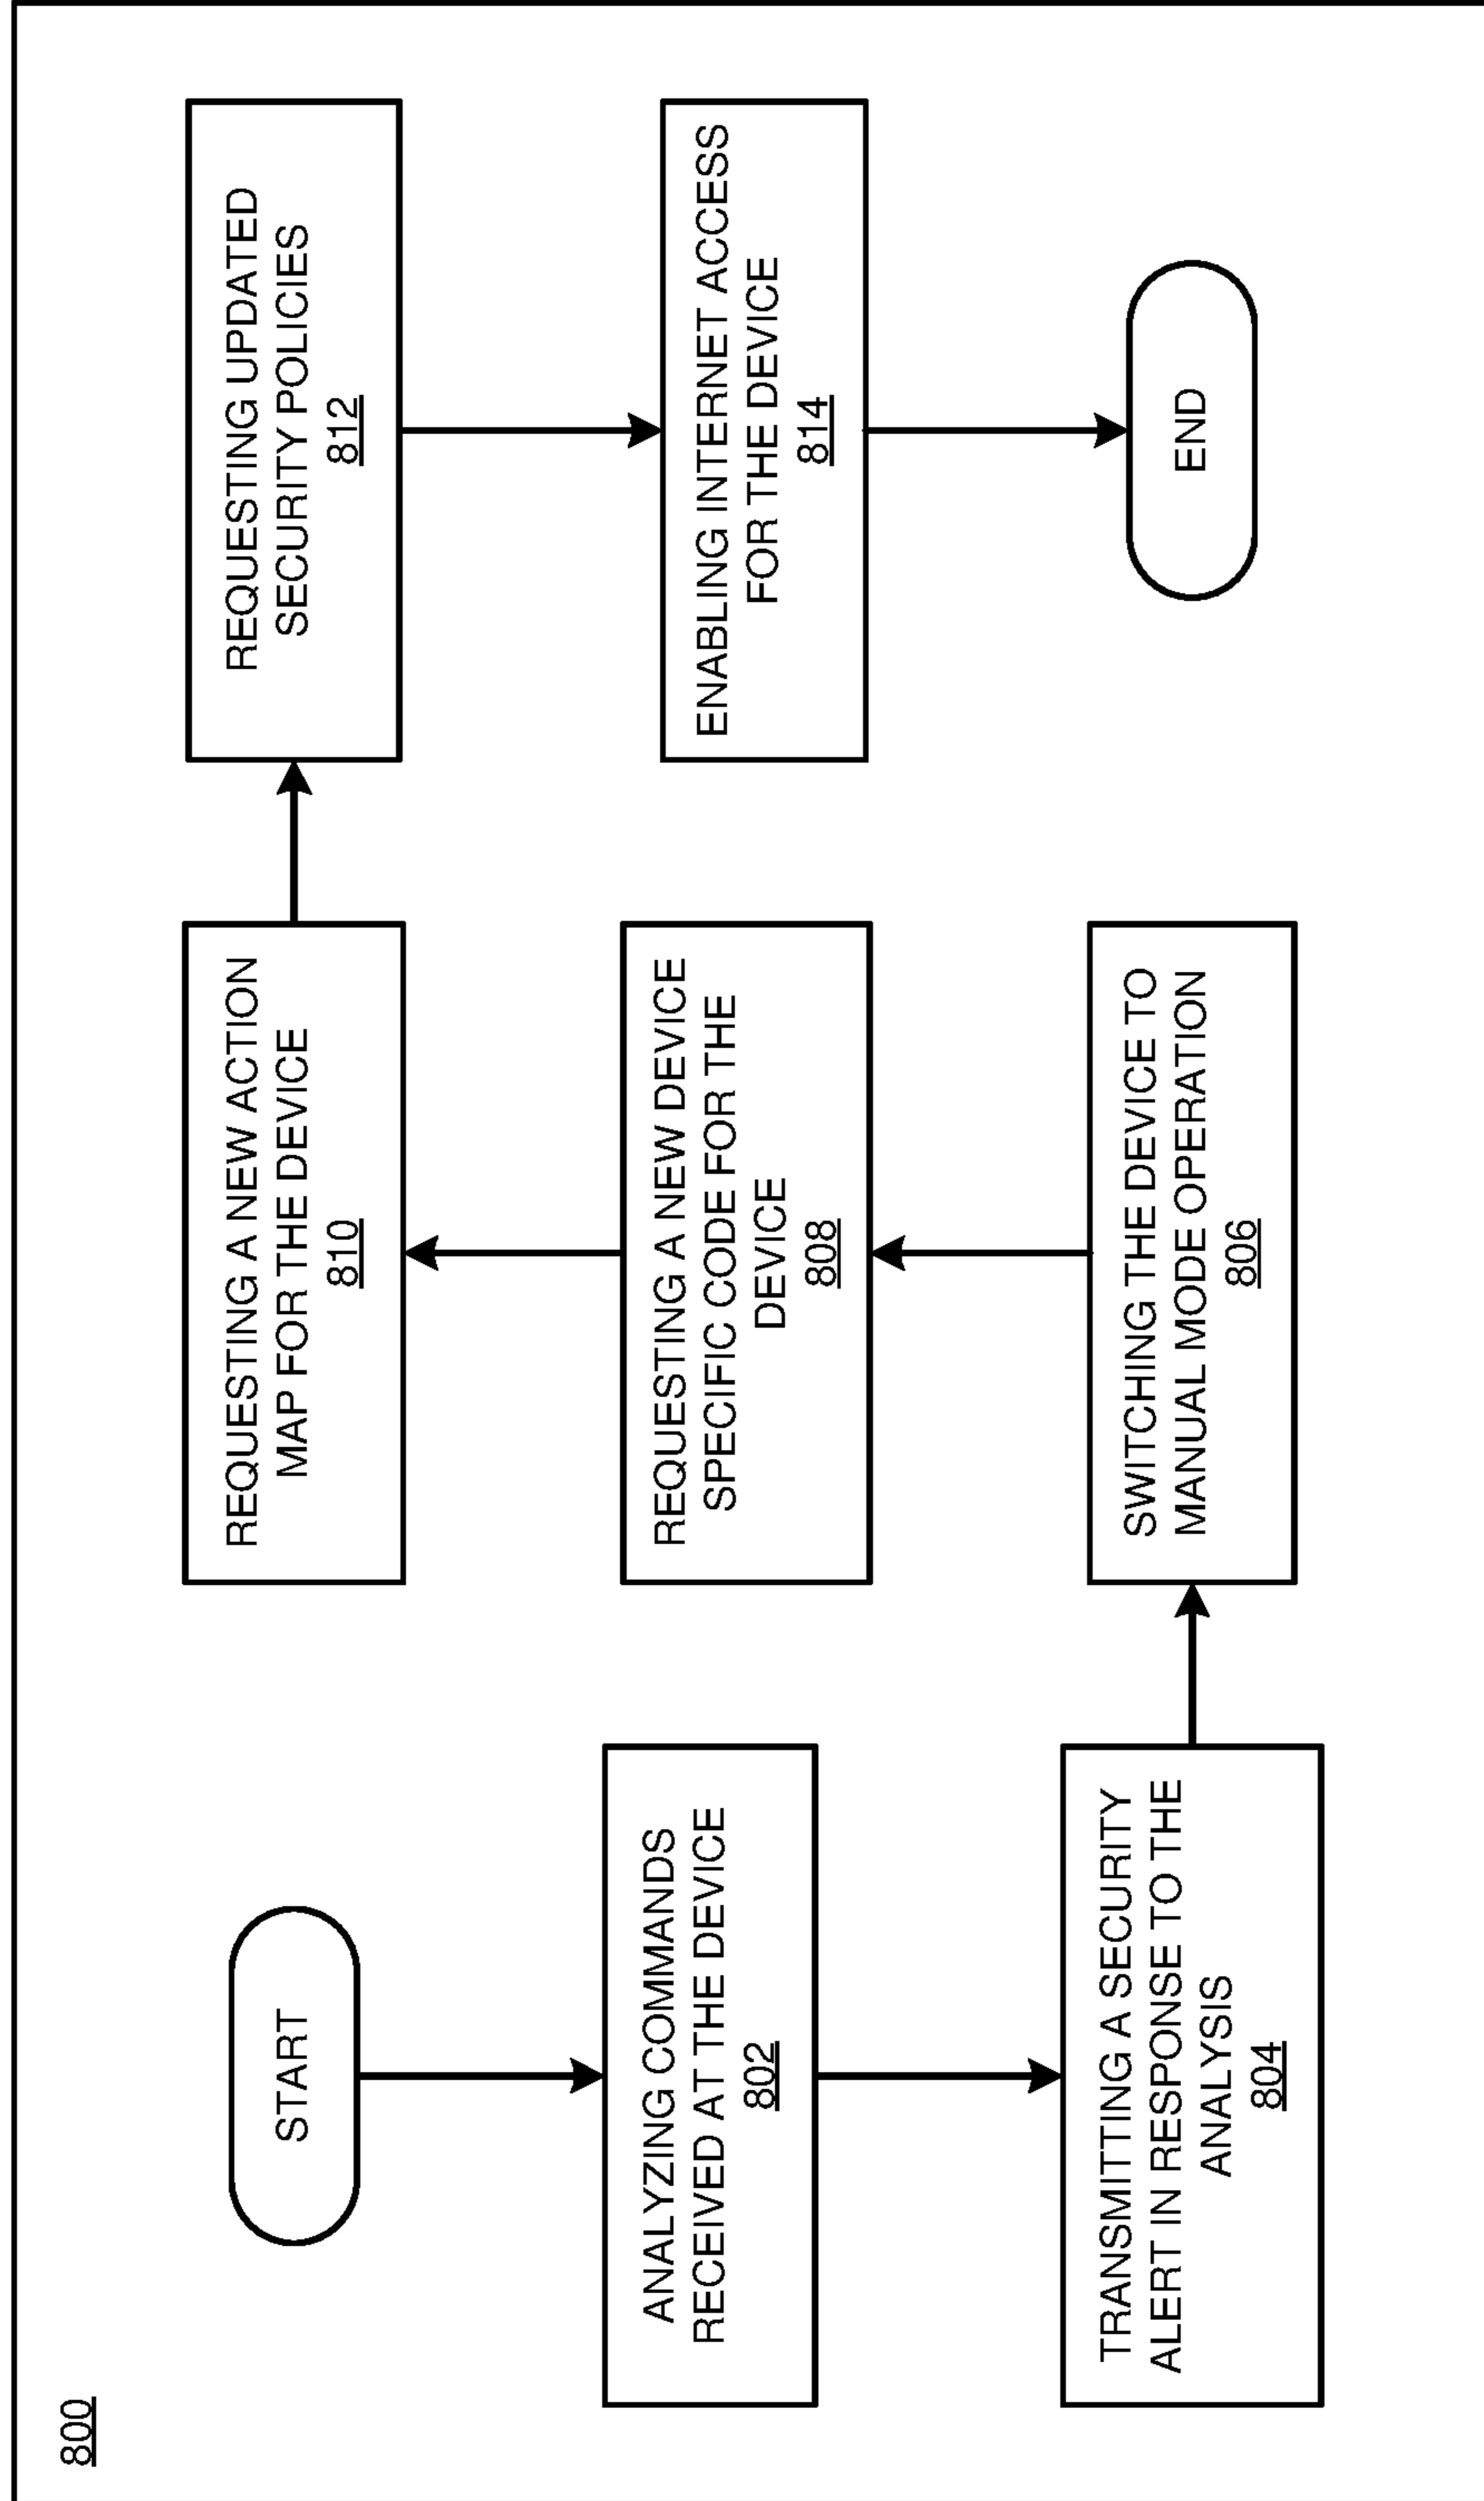 800
START
ANALYZING COMMANDS
RECEIVED AT THE DEVICE
802
TRANSMITTING A SECURITY
ALERT IN RESPONSE TO THE
ANALYSIS
804
SWITCHING THE DEVICE TO
MANUAL MODE OPERATION
806
REQUESTING A NEW DEVICE
SPECIFIC CODE FOR THE
DEVICE
808
REQUESTING A NEW ACTION
MAP FOR THE DEVICE
810
REQUESTING UPDATED
SECURITY POLICIES
812
ENABLING INTERNET ACCESS
FOR THE DEVICE
814
END